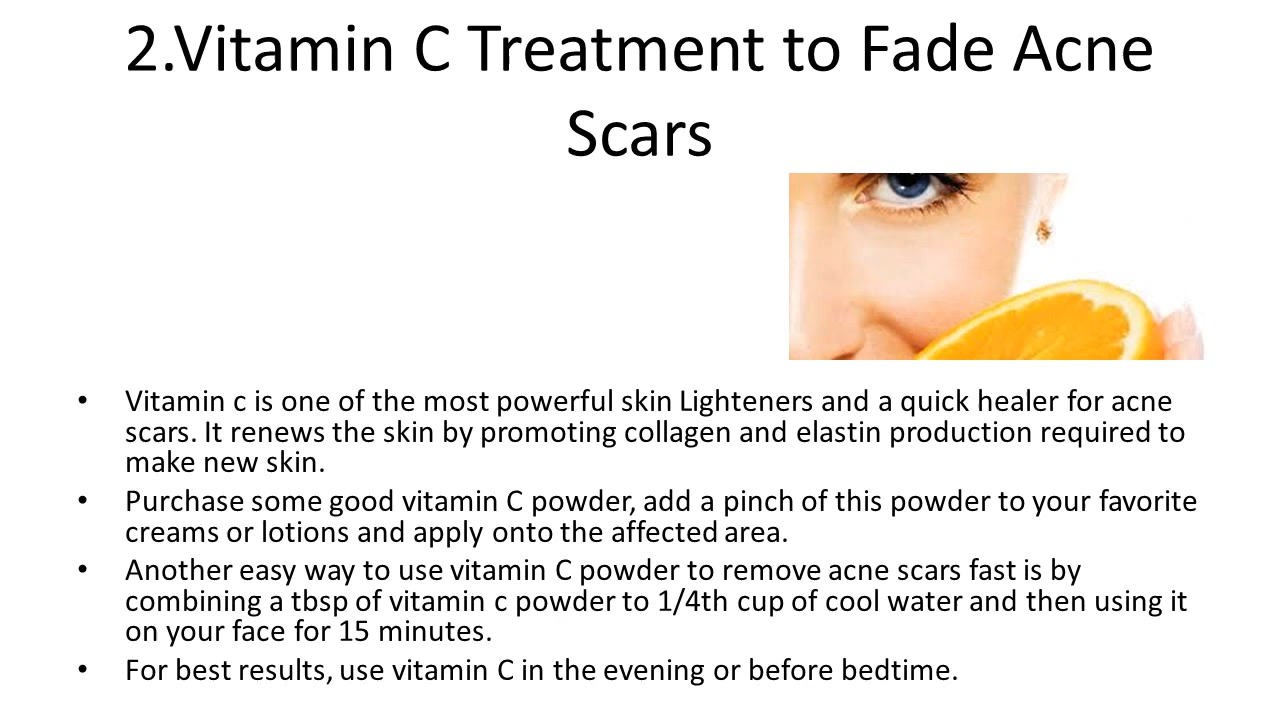 2.Vitamin C Treatment to Fade Acne
Scars
• Vitamin c is one of the most powerful skin Lighteners and a quick healer for acne
scars. It renews the skin by promoting collagen and elastin production required to
make new skin.
• Purchase some good vitamin C powder, add a pinch of this powder to your favorite
creams or lotions and apply onto the affected area.
• Another easy way to use vitamin C powder to remove acne scars fast is by
combining a tbsp of vitamin c powder to 1/4th cup of cool water and then using it
on your face for 15 minutes.
• For best results, use vitamin C in the evening or before bedtime.